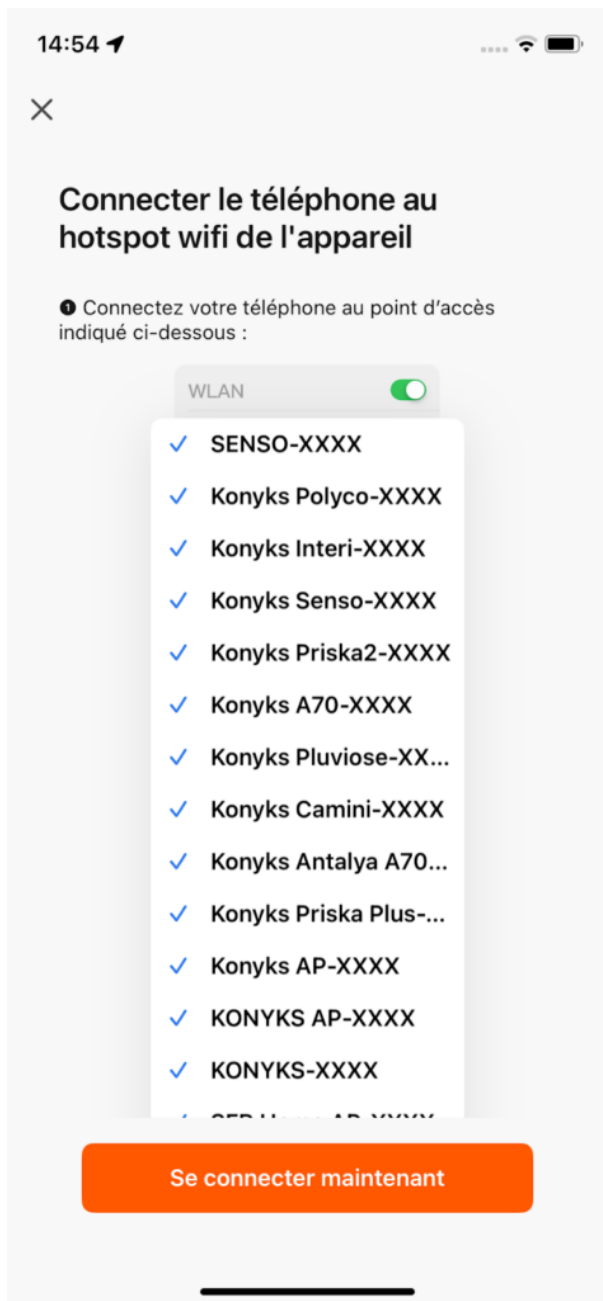 14:54
Connecter le téléphone au
hotspot wifi de l'appareil
❶ Connectez votre téléphone au point d'accès
indiqué ci-dessous :
WLAN
SENSO-XXXX
Konyks Polyco-XXXX
Konyks Interi-XXXX
Konyks Senso-XXXX
Konyks Priska2-XXXX
Konyks A70-XXXX
Konyks Pluviose-XX...
Konyks Camini-XXXX
Konyks Antalya A70...
Konyks Priska Plus-...
Konyks AP-XXXX
KONYKS AP-XXXX
KONYKS-XXXX
Se connecter maintenant